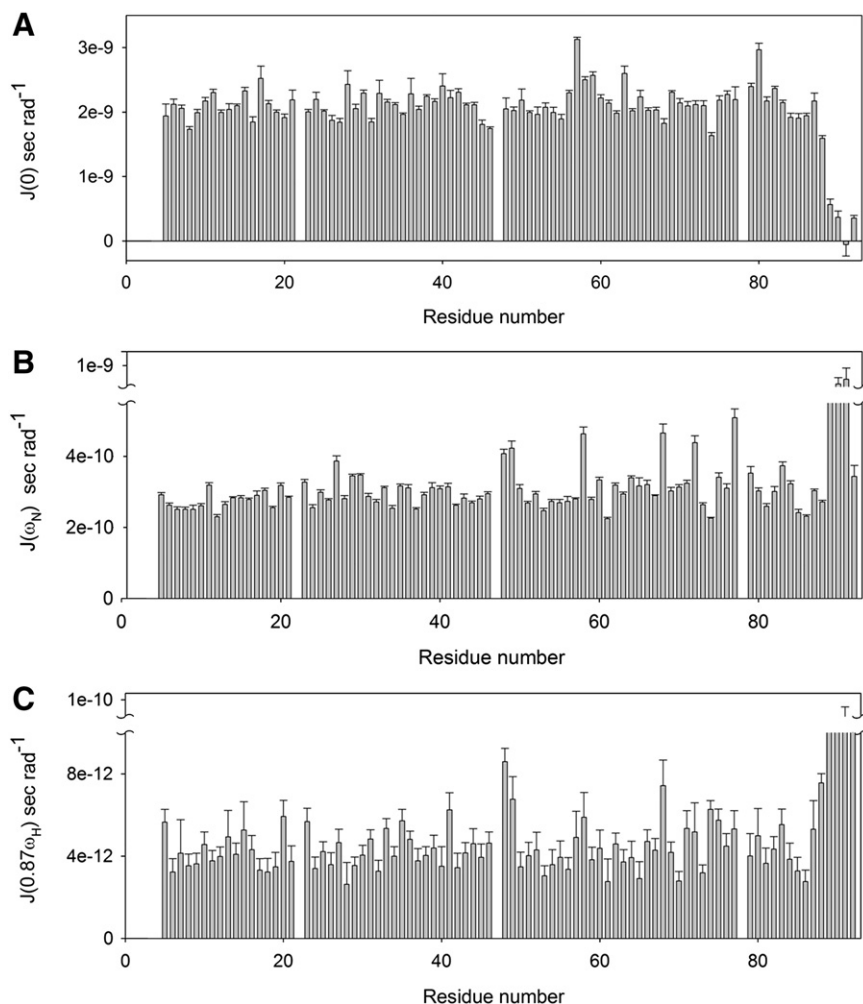 A
J(0) sec rad⁻¹
3e-9
2e-9
1e-9
0
0 20 40 60 80
Residue number
B
J(ω_N) sec rad⁻¹
1e-9
4e-10
2e-10
0
0 20 40 60 80
Residue number
C
J(0.87ω_H) sec rad⁻¹
1e-10
8e-12
4e-12
0
0 20 40 60 80
Residue number